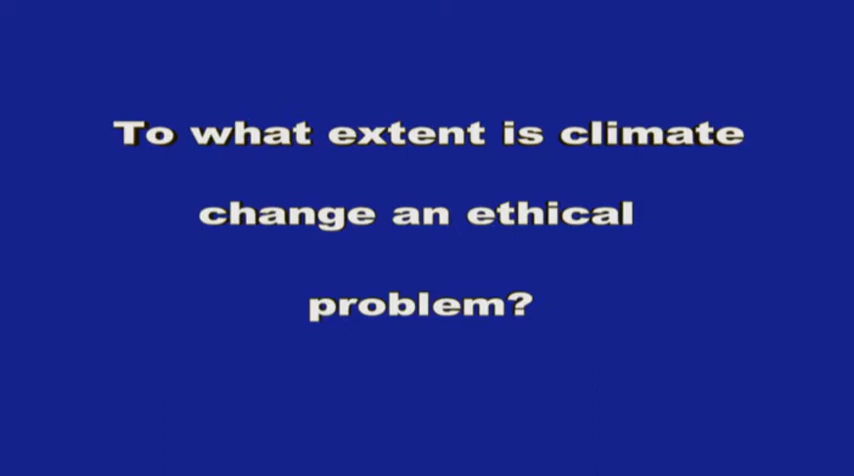 To what extent is climate
change an ethical
problem?